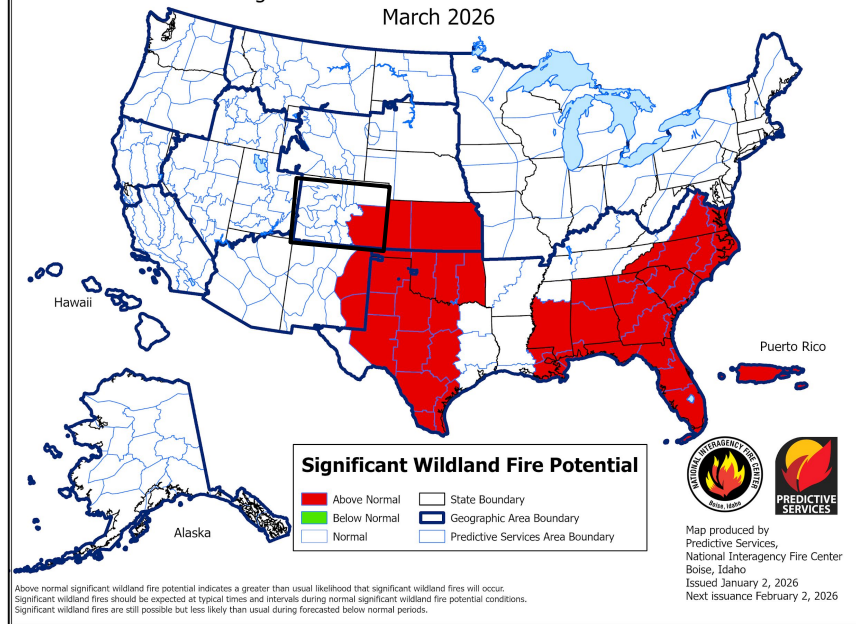 March 2026
Hawaii
Puerto Rico
Alaska
Significant Wildland Fire Potential
Above Normal
State Boundary
Below Normal
Geographic Area Boundary
Normal
Predictive Services Area Boundary
NATIONAL INTERAGENCY FIRE CENTER
Boise, Idaho
PREDICTIVE
SERVICES
Map produced by
Predictive Services,
National Interagency Fire Center
Boise, Idaho
Issued January 2, 2026
Next issuance February 2, 2026
Above normal significant wildland fire potential indicates a greater than usual likelihood that significant wildland fires will occur.
Significant wildland fires should be expected at typical times and intervals during normal significant wildland fire potential conditions.
Significant wildland fires are still possible but less likely than usual during forecasted below normal periods.